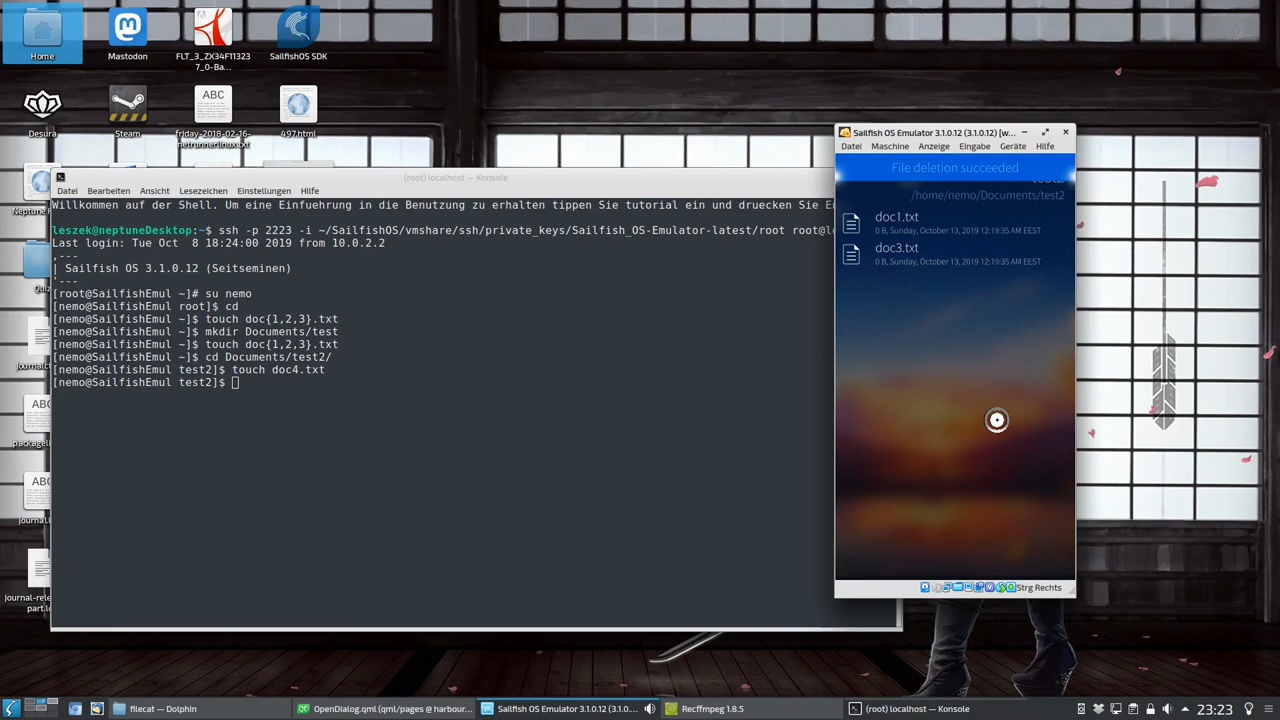 Home
Mastodon
FLT_3_ZX34F11323
7_0-Ba...
SailfishOS SDK
ABC
Desura
Steam
friday-2018-02-16-
netrunnerlinux.txt
497.html
(root) localhost — Konsole
Datei Bearbeiten Ansicht Lesezeichen Einstellungen Hilfe
Willkommen auf der Shell. Um eine Einfuehrung in die Benutzung zu erhalten tippen Sie tutorial ein und druecken Sie
leszek@neptuneDesktop:~$ ssh -p 2223 -i ~/SailfishOS/vmshare/ssh/private_keys/Sailfish_OS-Emulator-latest/root
Last login: Tue Oct  8 18:24:00 2019 from 10.0.2.2
,---
| Sailfish OS 3.1.0.12 (Seitseminen)
'---
[root@SailfishEmul ~]# su nemo
[nemo@SailfishEmul root]$ cd
[nemo@SailfishEmul ~]$ touch doc{1,2,3}.txt
[nemo@SailfishEmul ~]$ mkdir Documents/test
[nemo@SailfishEmul ~]$ touch doc{1,2,3}.txt
[nemo@SailfishEmul ~]$ cd Documents/test2/
[nemo@SailfishEmul test2]$ touch doc4.txt
[nemo@SailfishEmul test2]$
Sailfish OS Emulator 3.1.0.12 (3.1.0.12) [w...
Datei Maschine Anzeige Eingabe Geräte Hilfe
File deletion succeeded
test2
/home/nemo/Documents/test2
doc1.txt
0 B, Sunday, October 13, 2019 12:19:35 AM EEST
doc3.txt
0 B, Sunday, October 13, 2019 12:19:35 AM EEST
Strg Rechts
filecat — Dolphin
OpenDialog.qml (qml/pages @ harbour...
Sailfish OS Emulator 3.1.0.12 (3.1.0....
Recffmpeg 1.8.5
(root) localhost — Konsole
23:23